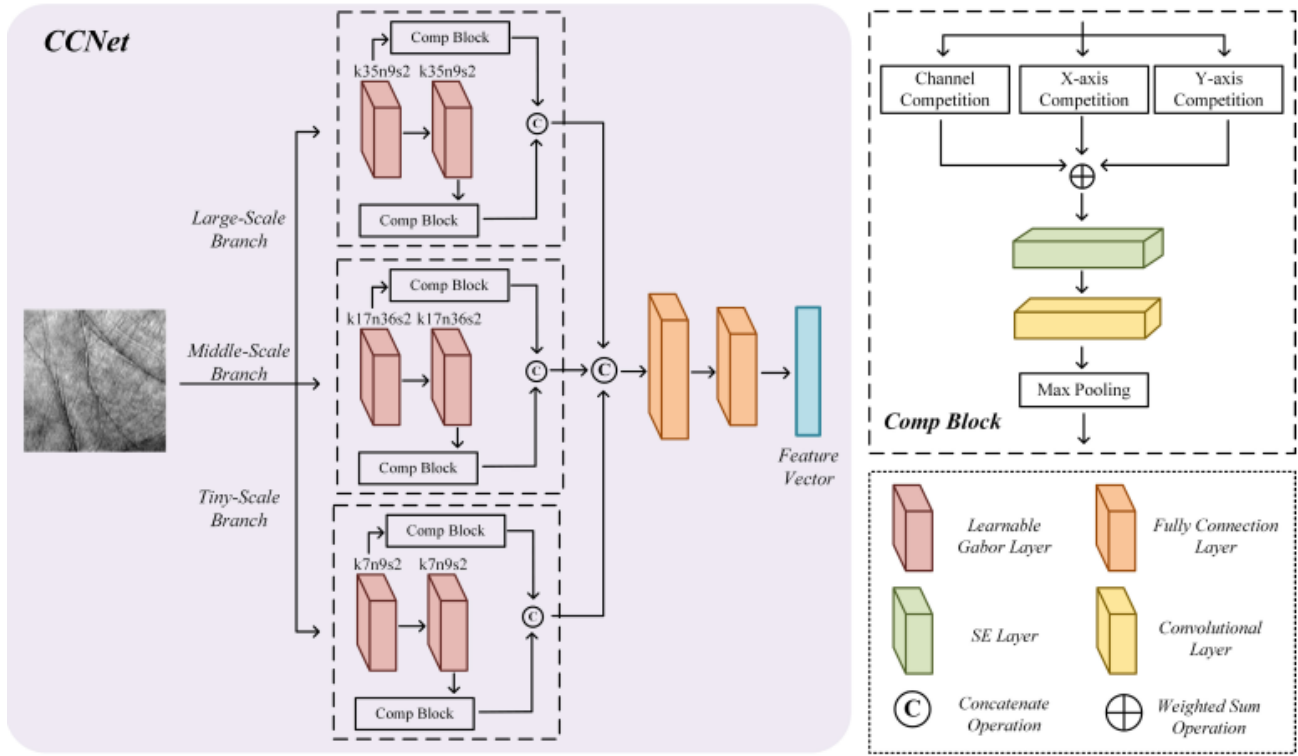 CCNet
Comp Block
k35n9s2 k35n9s2
C
Comp Block
Large-Scale
Branch
Comp Block
k17n36s2 k17n36s2
Middle-Scale
Branch
C
C
Comp Block
Feature
Vector
Tiny-Scale
Branch
Comp Block
k7n9s2 k7n9s2
C
Comp Block
Channel
Competition
X-axis
Competition
Y-axis
Competition
Max Pooling
Comp Block
Learnable
Gabor Layer
Fully Connection
Layer
SE Layer
Convolutional
Layer
C
Concatenate
Operation
Weighted Sum
Operation